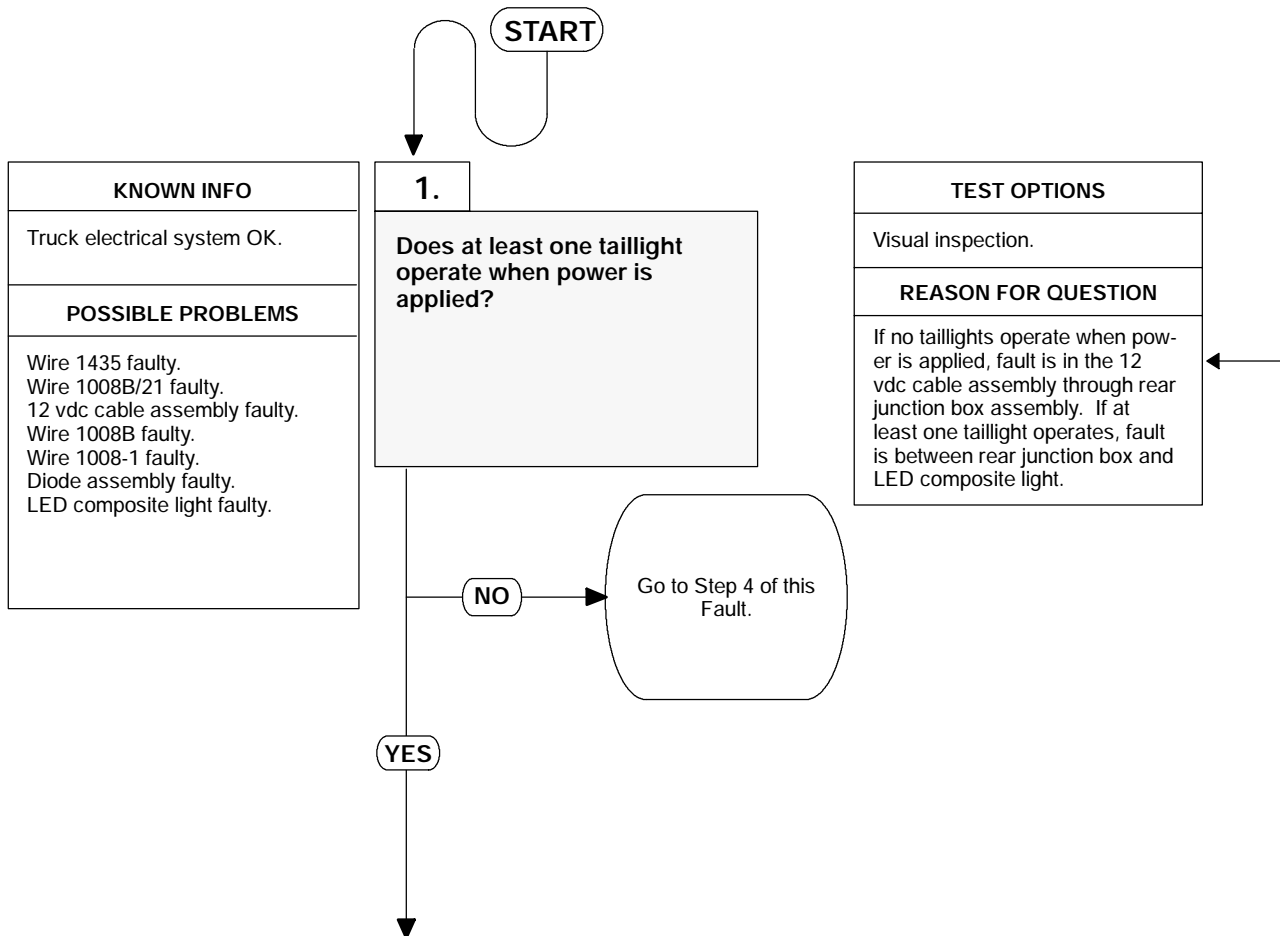 START
KNOWN INFO
Truck electrical system OK.
POSSIBLE PROBLEMS
Wire 1435 faulty.
Wire 1008B/21 faulty.
12 vdc cable assembly faulty.
Wire 1008B faulty.
Wire 1008-1 faulty.
Diode assembly faulty.
LED composite light faulty.
1.
Does at least one taillight
operate when power is
applied?
TEST OPTIONS
Visual inspection.
REASON FOR QUESTION
If no taillights operate when pow-
er is applied, fault is in the 12
vdc cable assembly through rear
junction box assembly. If at
least one taillight operates, fault
is between rear junction box and
LED composite light.
NO
Go to Step 4 of this
Fault.
YES